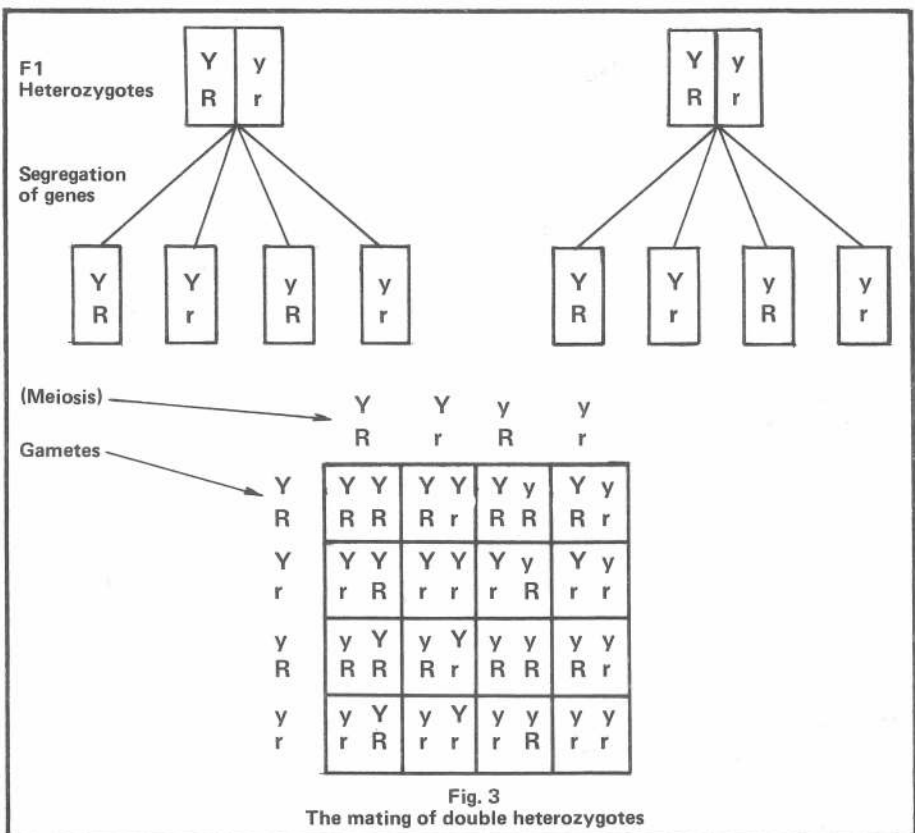 Y y Y y
F1
Heterozygotes
R r R r
Segregation
of genes
Y Y y y Y Y y y
R r R r R r R r
(Meiosis)
Y Y y y
R r R r
Gametes
Y Y Y Y Y Y y Y y
R R R R r R R R r
Y Y Y Y Y Y y Y y
r r R r r r R r r
y y Y y Y y y y y
R R R R r R R R r
y y Y y Y y y y y
r r R r r r R r r
Fig. 3
The mating of double heterozygotes